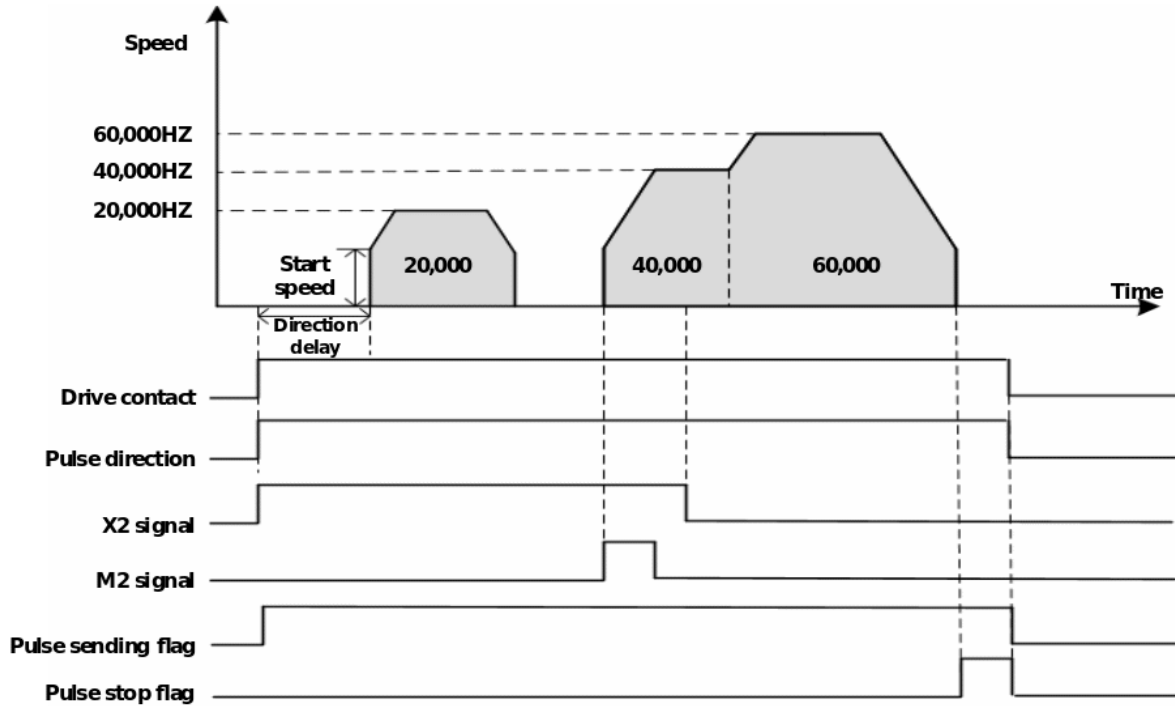 Speed
60,000HZ
40,000HZ
20,000HZ
Start
speed
20,000
40,000
60,000
Time
Direction
delay
Drive contact
Pulse direction
X2 signal
M2 signal
Pulse sending flag
Pulse stop flag